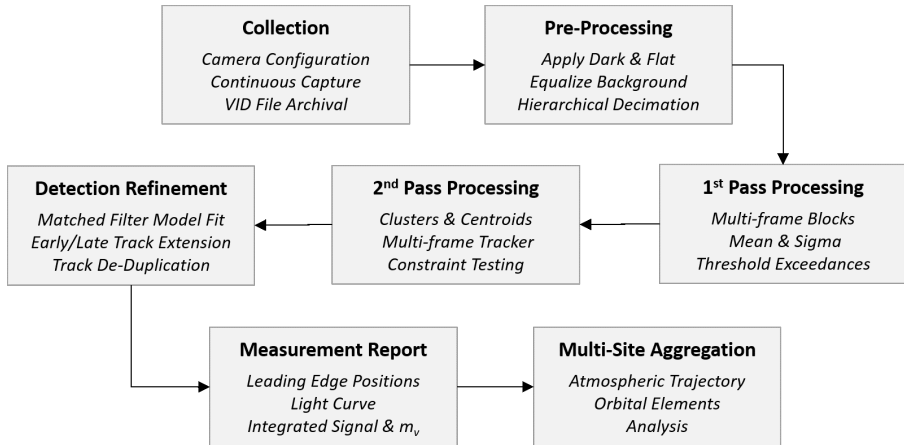 Collection
Camera Configuration
Continuous Capture
VID File Archival
Pre-Processing
Apply Dark & Flat
Equalize Background
Hierarchical Decimation
1st Pass Processing
Multi-frame Blocks
Mean & Sigma
Threshold Exceedances
2nd Pass Processing
Clusters & Centroids
Multi-frame Tracker
Constraint Testing
Detection Refinement
Matched Filter Model Fit
Early/Late Track Extension
Track De-Duplication
Measurement Report
Leading Edge Positions
Light Curve
Integrated Signal & mv
Multi-Site Aggregation
Atmospheric Trajectory
Orbital Elements
Analysis